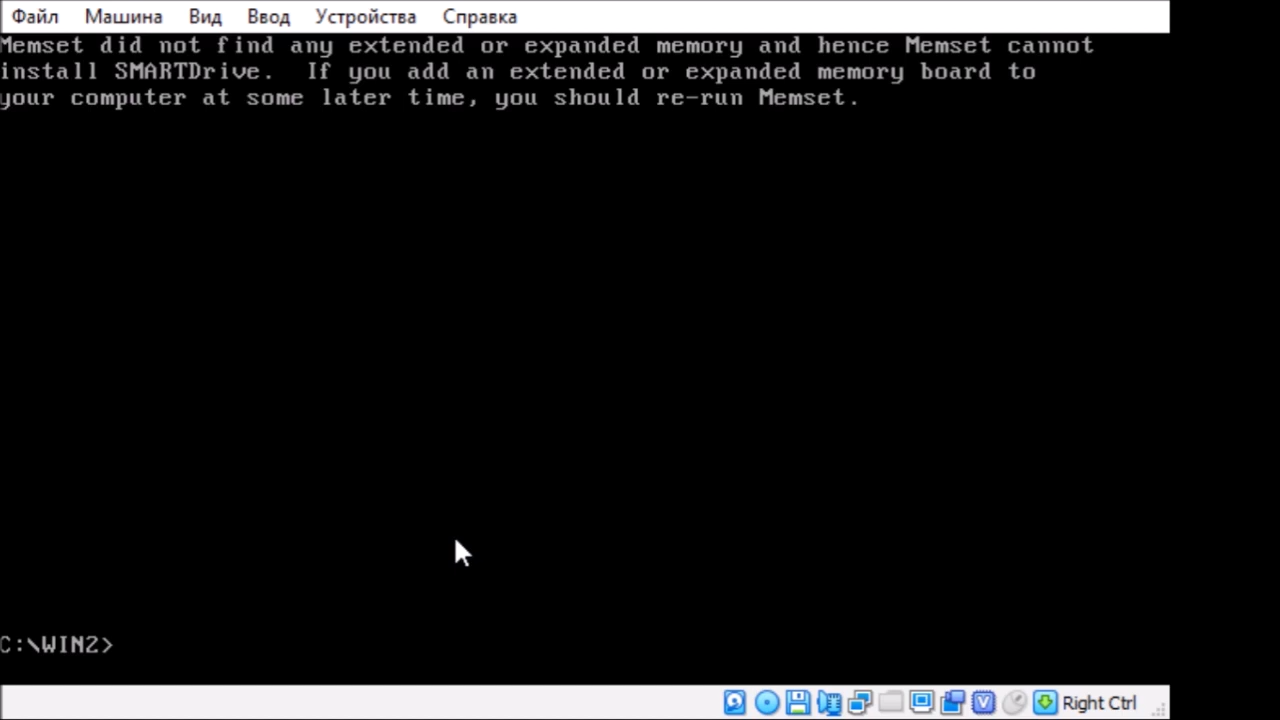 Файл Машина Вид Ввод Устройства Справка
Memset did not find any extended or expanded memory and hence Memset cannot
install SMARTDrive.  If you add an extended or expanded memory board to
your computer at some later time, you should re-run Memset.
C:\WIN2>
Right Ctrl